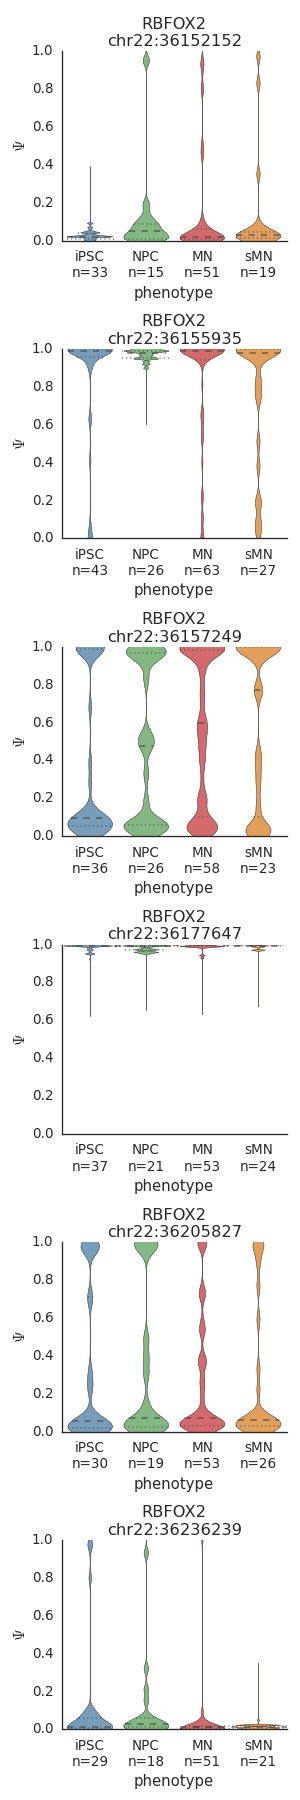 RBFOX2
chr22:36152152
1.0
0.8
0.6
0.4
0.2
0.0
Ψ
iPSC NPC MN sMN
n=33 n=15 n=51 n=19
phenotype
RBFOX2
chr22:36155935
1.0
0.8
0.6
0.4
0.2
0.0
Ψ
iPSC NPC MN sMN
n=43 n=26 n=63 n=27
phenotype
RBFOX2
chr22:36157249
1.0
0.8
0.6
0.4
0.2
0.0
Ψ
iPSC NPC MN sMN
n=36 n=26 n=58 n=23
phenotype
RBFOX2
chr22:36177647
1.0
0.8
0.6
0.4
0.2
0.0
Ψ
iPSC NPC MN sMN
n=37 n=21 n=53 n=24
phenotype
RBFOX2
chr22:36205827
1.0
0.8
0.6
0.4
0.2
0.0
Ψ
iPSC NPC MN sMN
n=30 n=19 n=53 n=26
phenotype
RBFOX2
chr22:36236239
1.0
0.8
0.6
0.4
0.2
0.0
Ψ
iPSC NPC MN sMN
n=29 n=18 n=51 n=21
phenotype